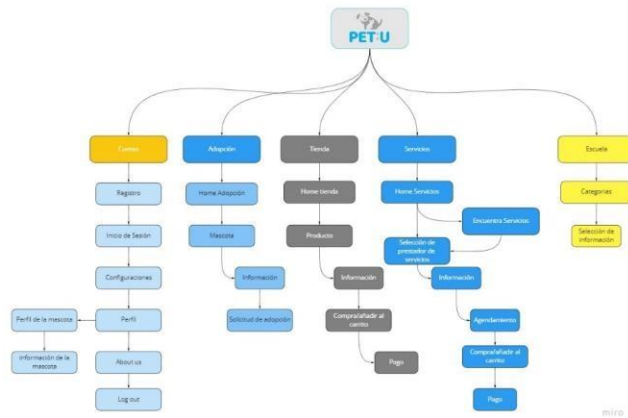 PET:U
Cuenta
Adopción
Tienda
Servicios
Escuela
Registro
Home Adopción
Home tienda
Home Servicios
Categorías
Encuentra Servicios
Inicio de Sesión
Mascota
Producto
Selección de
prestador de
servicios
Selección de
información
Configuraciones
Información
Información
Información
Perfil de la mascota
Perfil
Solicitud de adopción
Compra/añadir al
carrito
Agendamiento
Información de la
mascota
About us
Pago
Compra/añadir al
carrito
Log out
Pago
miro